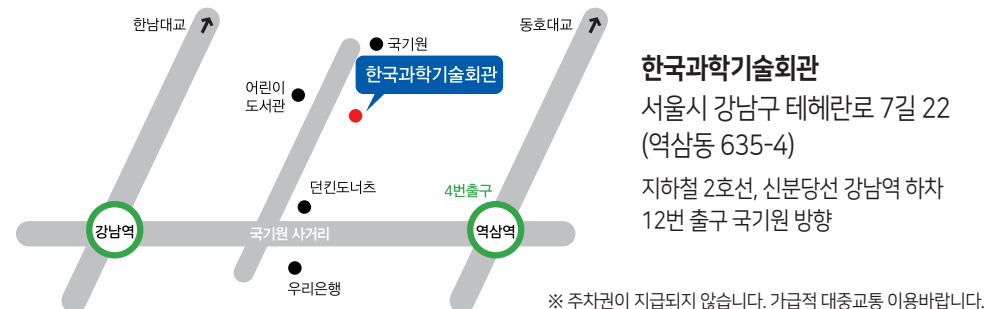 한남대교
동호대교
국기원
한국과학기술회관
어린이
도서관
던킨도너츠
4번출구
강남역
국기원 사거리
역삼역
우리은행
한국과학기술회관
서울시 강남구 테헤란로 7길 22
(역삼동 635-4)
지하철 2호선, 신분당선 강남역 하차
12번 출구 국기원 방향
※ 주차권이 지급되지 않습니다. 가급적 대중교통 이용바랍니다.